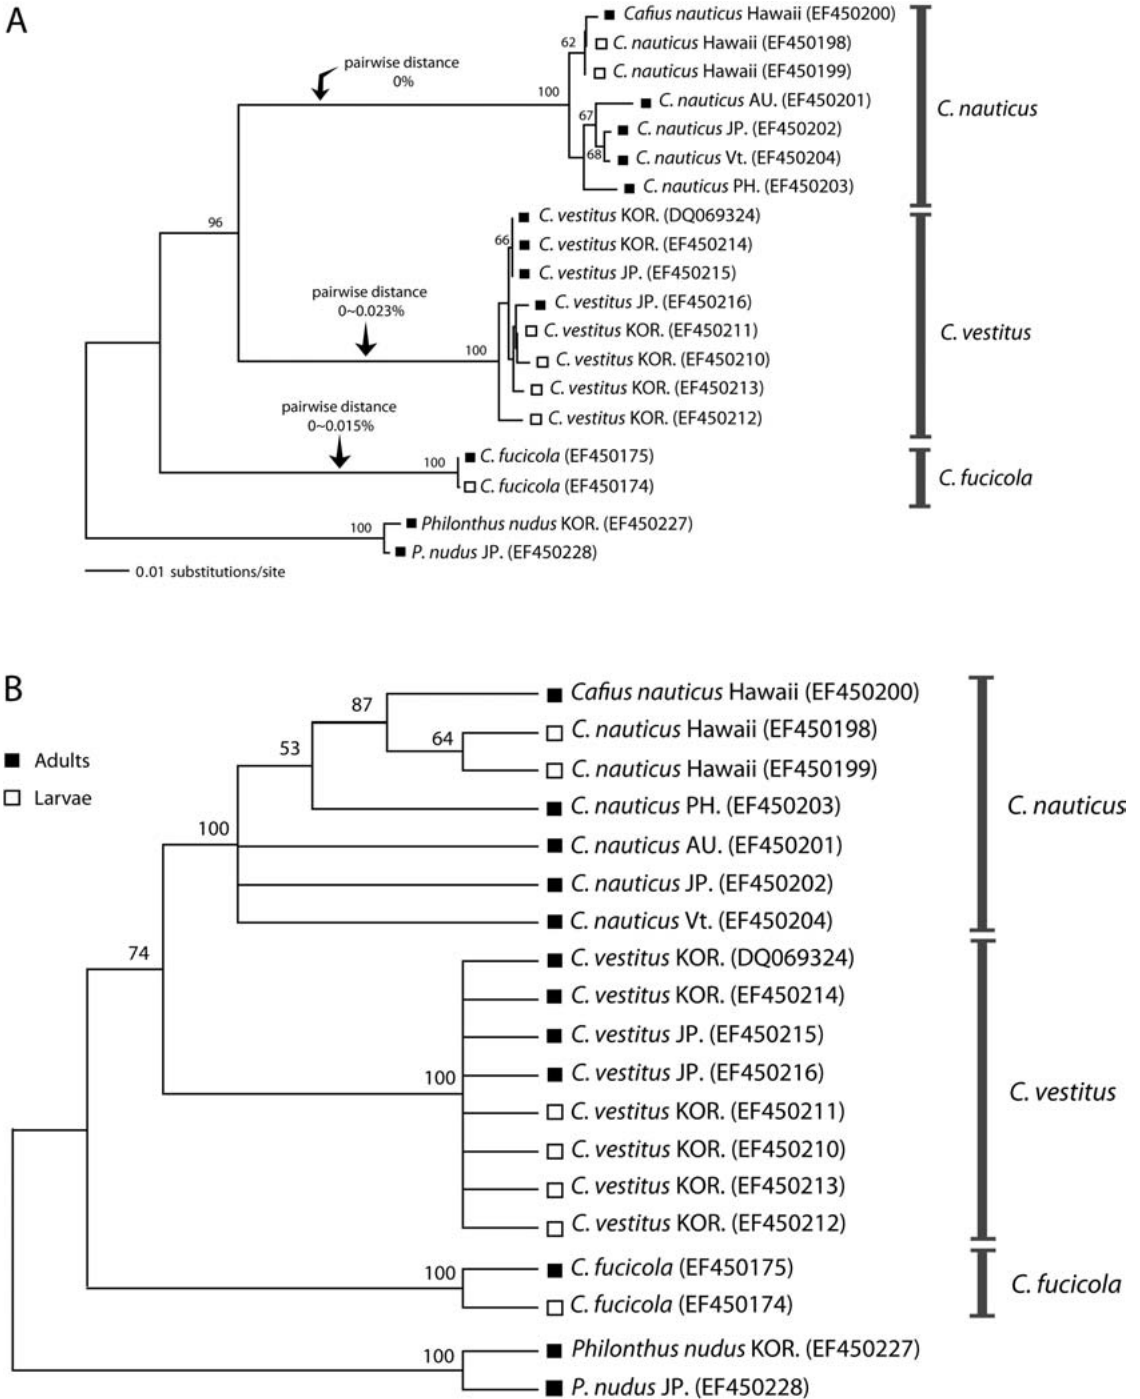 A
Cafius nauticus Hawaii (EF450200)
62
C. nauticus Hawaii (EF450198)
pairwise distance
0%
C. nauticus Hawaii (EF450199)
100
C. nauticus AU. (EF450201)
C. nauticus
67
C. nauticus JP. (EF450202)
68
C. nauticus Vt. (EF450204)
C. nauticus PH. (EF450203)
96
C. vestitus KOR. (DQ069324)
66
C. vestitus KOR. (EF450214)
C. vestitus JP. (EF450215)
pairwise distance
0~0.023%
C. vestitus JP. (EF450216)
C. vestitus KOR. (EF450211)
C. vestitus
100
C. vestitus KOR. (EF450210)
C. vestitus KOR. (EF450213)
pairwise distance
0~0.015%
C. vestitus KOR. (EF450212)
100
C. fucicola (EF450175)
C. fucicola
C. fucicola (EF450174)
100
Philonthus nudus KOR. (EF450227)
P. nudus JP. (EF450228)
0.01 substitutions/site
B
Cafius nauticus Hawaii (EF450200)
87
C. nauticus Hawaii (EF450198)
64
53
Adults
C. nauticus Hawaii (EF450199)
Larvae
C. nauticus PH. (EF450203)
C. nauticus
100
C. nauticus AU. (EF450201)
C. nauticus JP. (EF450202)
C. nauticus Vt. (EF450204)
74
C. vestitus KOR. (DQ069324)
C. vestitus KOR. (EF450214)
C. vestitus JP. (EF450215)
100
C. vestitus JP. (EF450216)
C. vestitus
C. vestitus KOR. (EF450211)
C. vestitus KOR. (EF450210)
C. vestitus KOR. (EF450213)
C. vestitus KOR. (EF450212)
100
C. fucicola (EF450175)
C. fucicola
C. fucicola (EF450174)
100
Philonthus nudus KOR. (EF450227)
P. nudus JP. (EF450228)